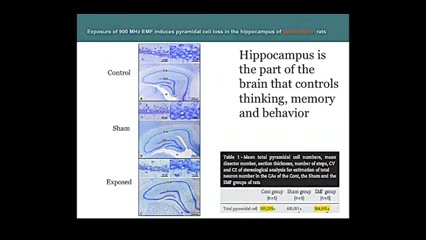 Exposure of 900 MHz EMF induces pyramidal cell loss in the hippocampus of rats
Control
Sham
Exposed
Hippocampus is
the part of the
brain that controls
thinking, memory
and behavior
Table 1 - Mean total pyramidal cell numbers, mean
disector number, section thickness, number of steps, CV
and CE of stereological analysis for estimation of total
neuron number in the CAs of the Cont, the Sham and the
EMF groups of rats
Cont group Sham group EMF group
(n=6) (n=6) (n=6)
Total pyramidal cell